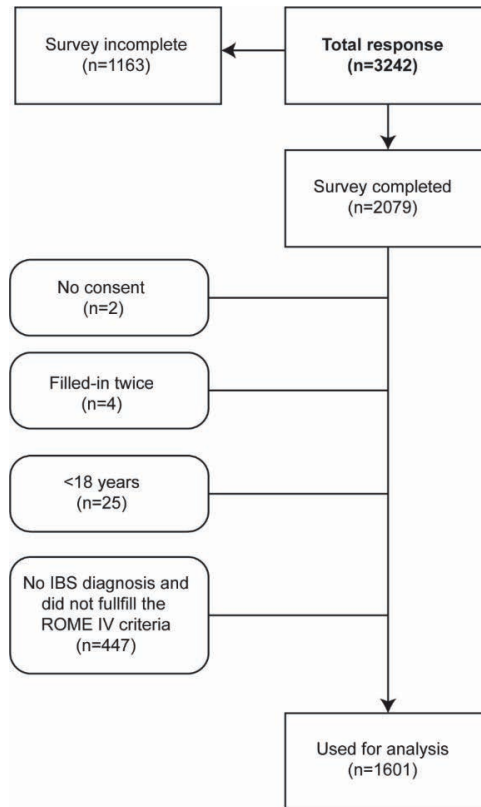 Survey incomplete
(n=1163)
Total response
(n=3242)
Survey completed
(n=2079)
No consent
(n=2)
Filled-in twice
(n=4)
<18 years
(n=25)
No IBS diagnosis and
did not fullfill the
ROME IV criteria
(n=447)
Used for analysis
(n=1601)